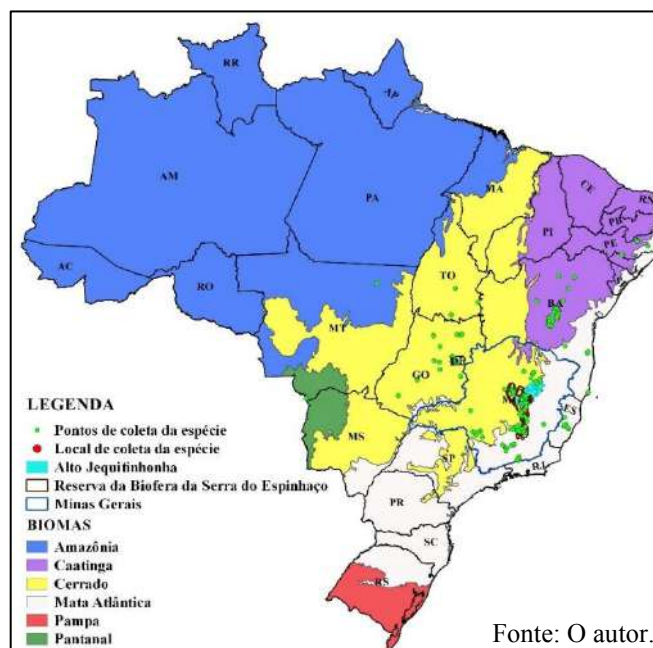 RR
AP
AM
PA
MA
CE
RN
PI
PB
PE
AC
RO
TO
BA
MT
GO
MS
ES
SP
RJ
PR
SC
RS
LEGENDA
Pontos de coleta da espécie
Local de coleta da espécie
Alto Jequitinhonha
Reserva da Biofera da Serra do Espinhaço
Minas Gerais
BIOMAS
Amazônia
Caatinga
Cerrado
Mata Atlântica
Pampa
Pantanal
Fonte: O autor.